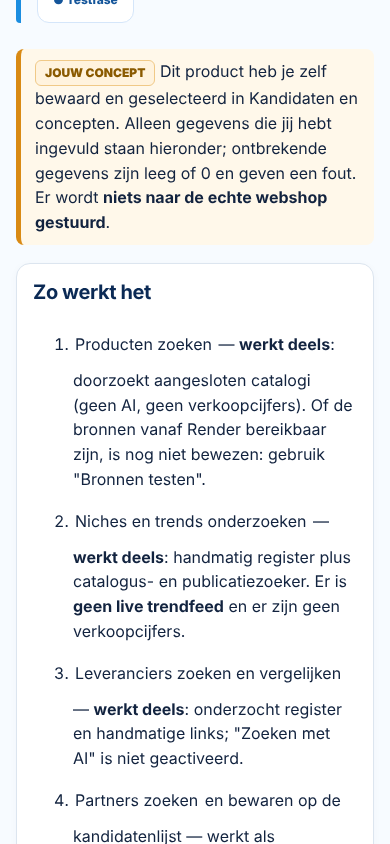 Testfase
JOUW CONCEPT Dit product heb je zelf
bewaard en geselecteerd in Kandidaten en
concepten. Alleen gegevens die jij hebt
ingevuld staan hieronder; ontbrekende
gegevens zijn leeg of 0 en geven een fout.
Er wordt niets naar de echte webshop
gestuurd.
Zo werkt het
1. Producten zoeken — werkt deels:
doorzoekt aangesloten catalogi
(geen AI, geen verkoopcijfers). Of de
bronnen vanaf Render bereikbaar
zijn, is nog niet bewezen: gebruik
"Bronnen testen".
2. Niches en trends onderzoeken —
werkt deels: handmatig register plus
catalogus- en publicatiezoeker. Er is
geen live trendfeed en er zijn geen
verkoopcijfers.
3. Leveranciers zoeken en vergelijken
— werkt deels: onderzocht register
en handmatige links; "Zoeken met
AI" is niet geactiveerd.
4. Partners zoeken en bewaren op de
kandidatenlijst — werkt als